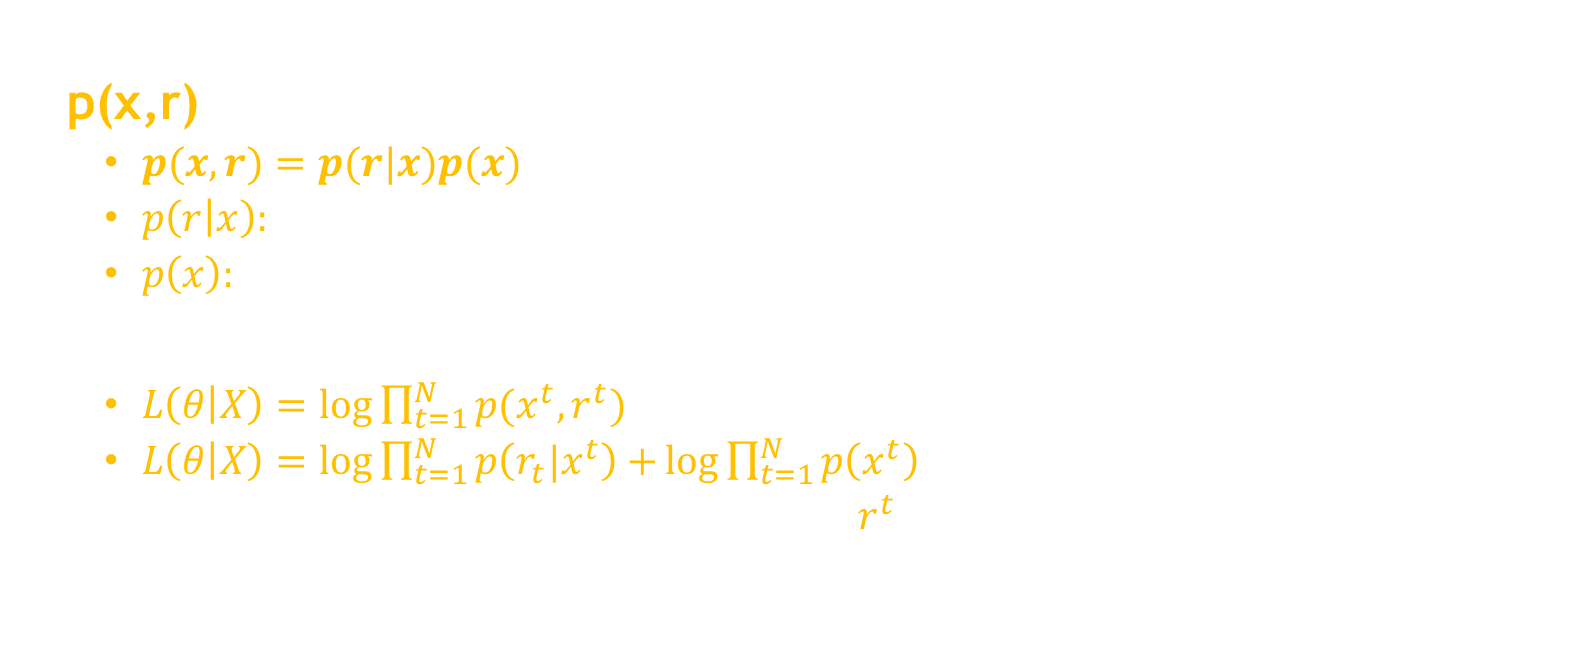 p(x,r)
• p(x,r) = p(r|x)p(x)
• p(r|x):
• p(x):
• L(θ|X) = log ∏_{t=1}^{N} p(x^t, r^t)
• L(θ|X) = log ∏_{t=1}^{N} p(r_t|x^t) + log ∏_{t=1}^{N} p(x^t)
r^t